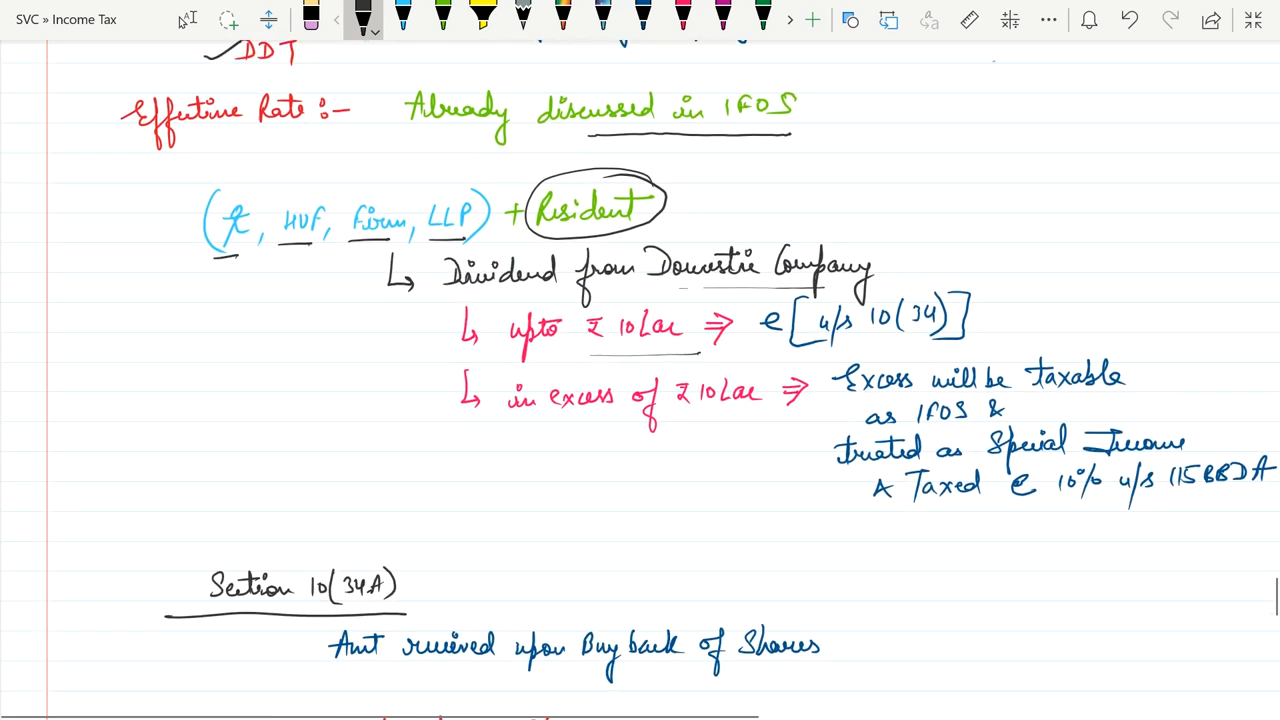 SVC » Income Tax
DDT
Effective Rate :- Already discussed in IFOS
HUF, Firm, LLP) + Resident
↳ Dividend from Domestic Company
↳ upto ₹ 10 Lac ⇒ e[u/s 10(34)]
↳ in excess of ₹ 10 Lac ⇒ Excess will be taxable
as IFOS &
treated as Special Income
& Taxed @ 10% u/s 115BBDA
Section 10(34A)
Amt received upon Buy back of Shares